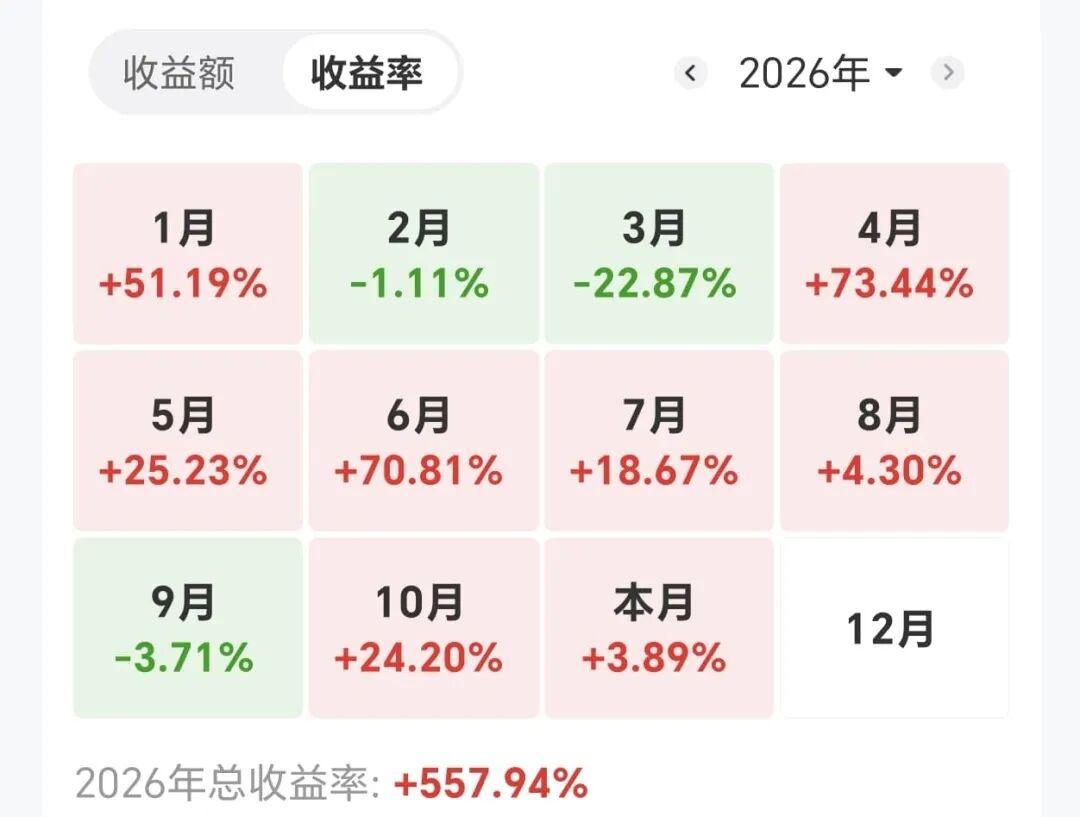 收益额 收益率 2026年
1月 2月 3月 4月
+51.19% -1.11% -22.87% +73.44%
5月 6月 7月 8月
+25.23% +70.81% +18.67% +4.30%
9月 10月 本月 12月
-3.71% +24.20% +3.89%
2026年总收益率: +557.94%